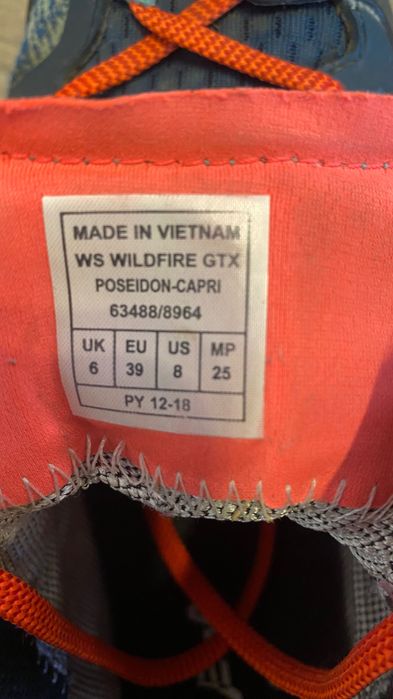 MADE IN VIETNAM
WS WILDFIRE GTX
POSEIDON-CAPRI
63488/8964
UK EU US MP
6 39 8 25
PY 12-18